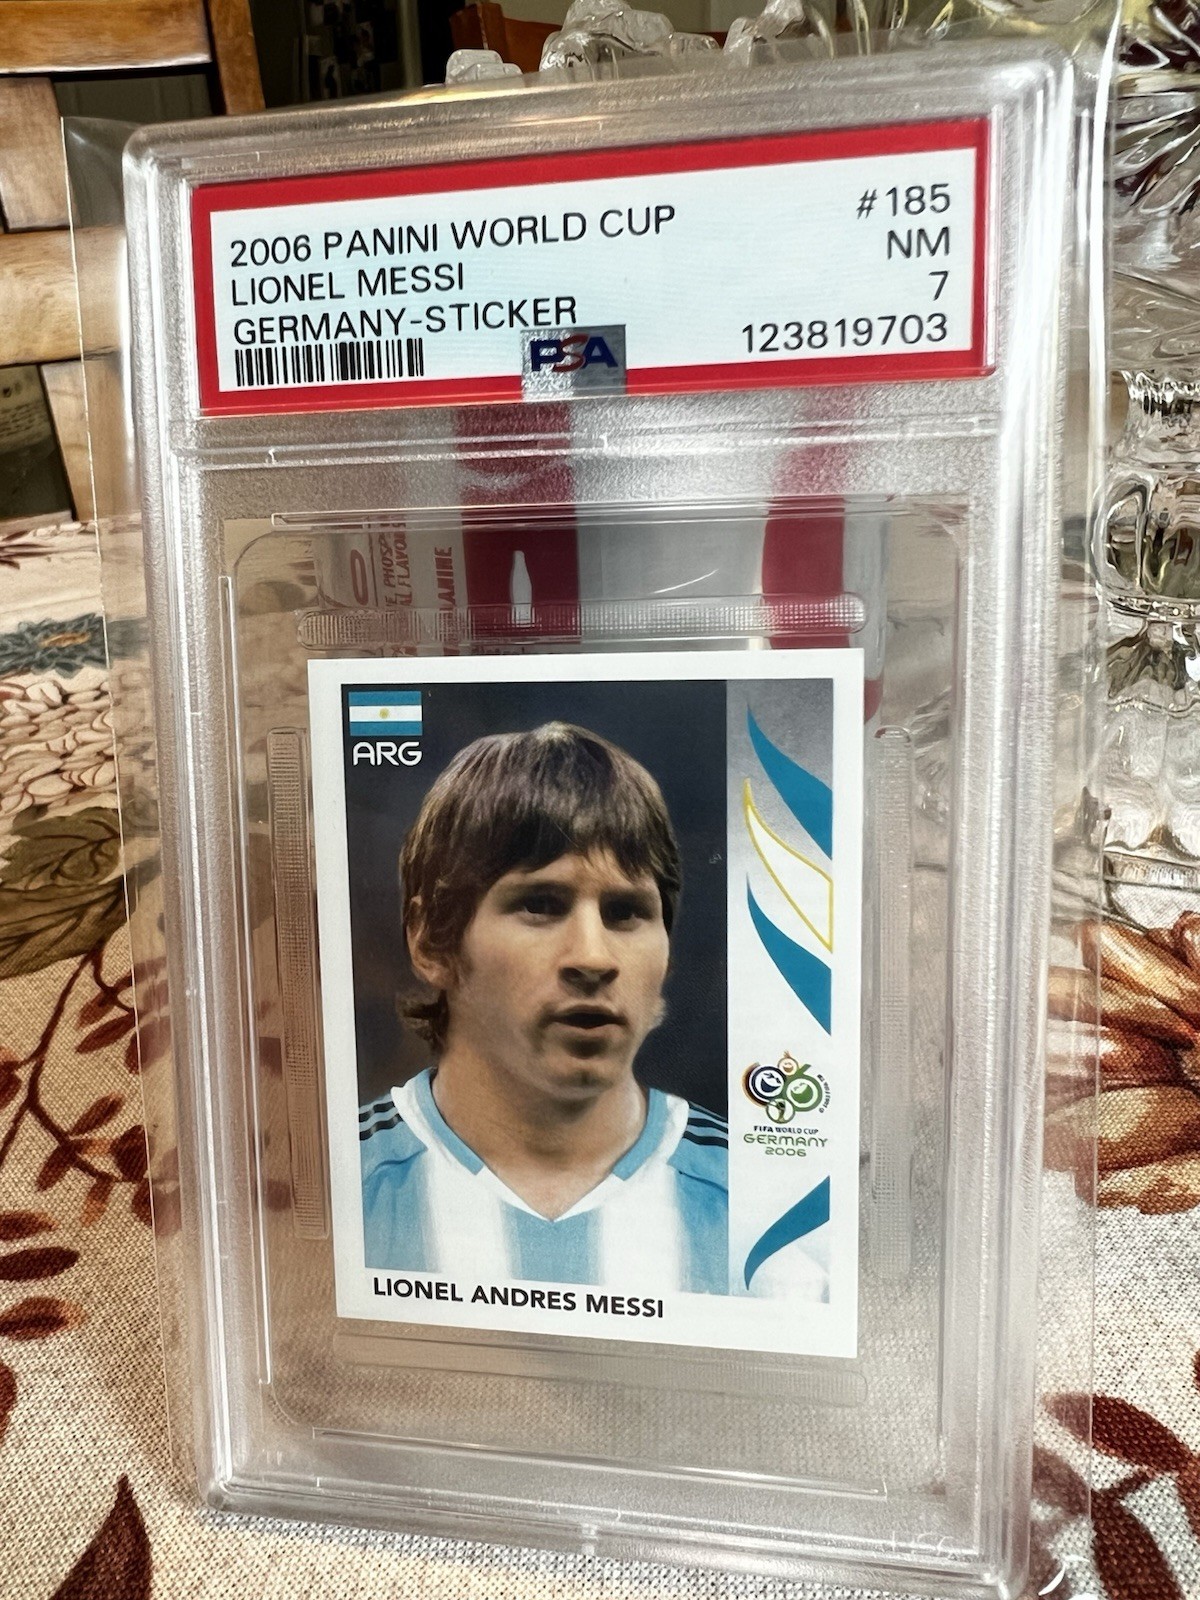 2006 PANINI WORLD CUP #185
LIONEL MESSI NM
GERMANY-STICKER 7
PSA 123819703
ARG
FIFA WORLD CUP
GERMANY
2006
LIONEL ANDRES MESSI